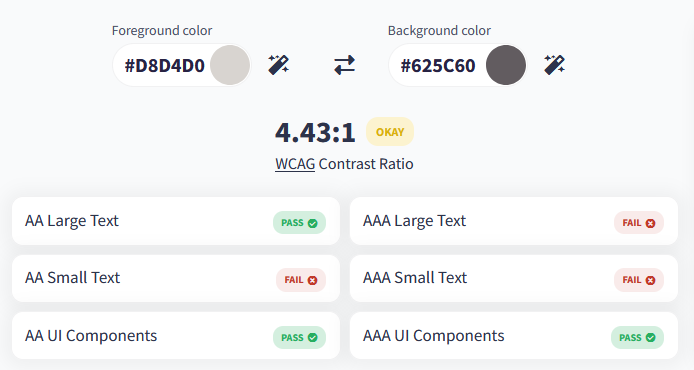 Foreground color
Background color
#D8D4D0
#625C60
4.43:1 OKAY
WCAG Contrast Ratio
AA Large Text PASS
AAA Large Text FAIL
AA Small Text FAIL
AAA Small Text FAIL
AA UI Components PASS
AAA UI Components PASS